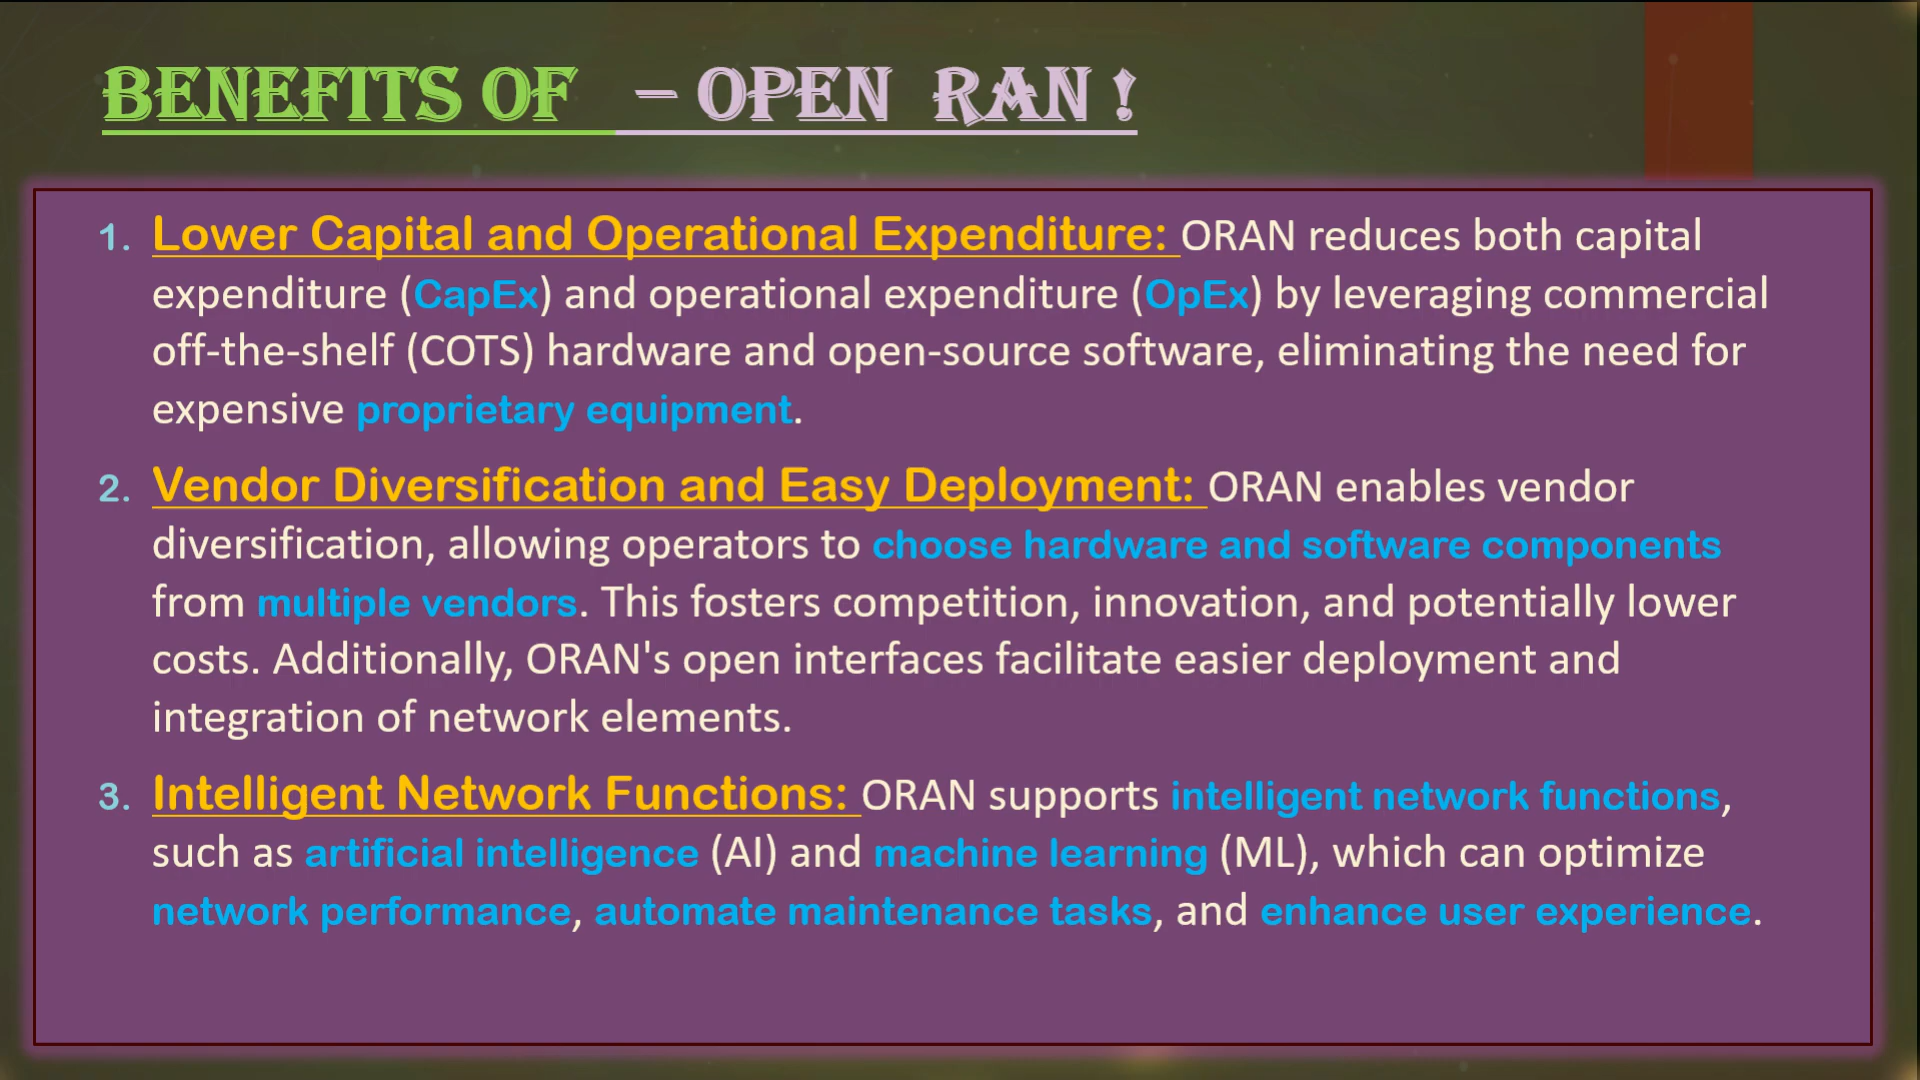 BENEFITS OF – OPEN RAN !
1. Lower Capital and Operational Expenditure: ORAN reduces both capital
expenditure (CapEx) and operational expenditure (OpEx) by leveraging commercial
off-the-shelf (COTS) hardware and open-source software, eliminating the need for
expensive proprietary equipment.
2. Vendor Diversification and Easy Deployment: ORAN enables vendor
diversification, allowing operators to choose hardware and software components
from multiple vendors. This fosters competition, innovation, and potentially lower
costs. Additionally, ORAN's open interfaces facilitate easier deployment and
integration of network elements.
3. Intelligent Network Functions: ORAN supports intelligent network functions,
such as artificial intelligence (AI) and machine learning (ML), which can optimize
network performance, automate maintenance tasks, and enhance user experience.